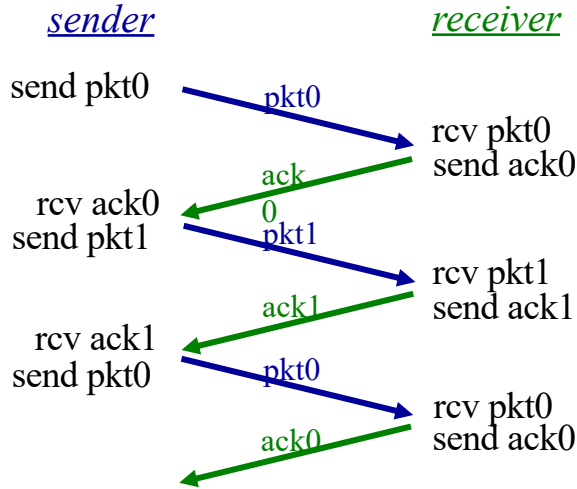 sender
receiver
send pkt0
pkt0
rcv pkt0
send ack0
ack
0
rcv ack0
send pkt1
pkt1
rcv pkt1
send ack1
ack1
rcv ack1
send pkt0
pkt0
rcv pkt0
send ack0
ack0